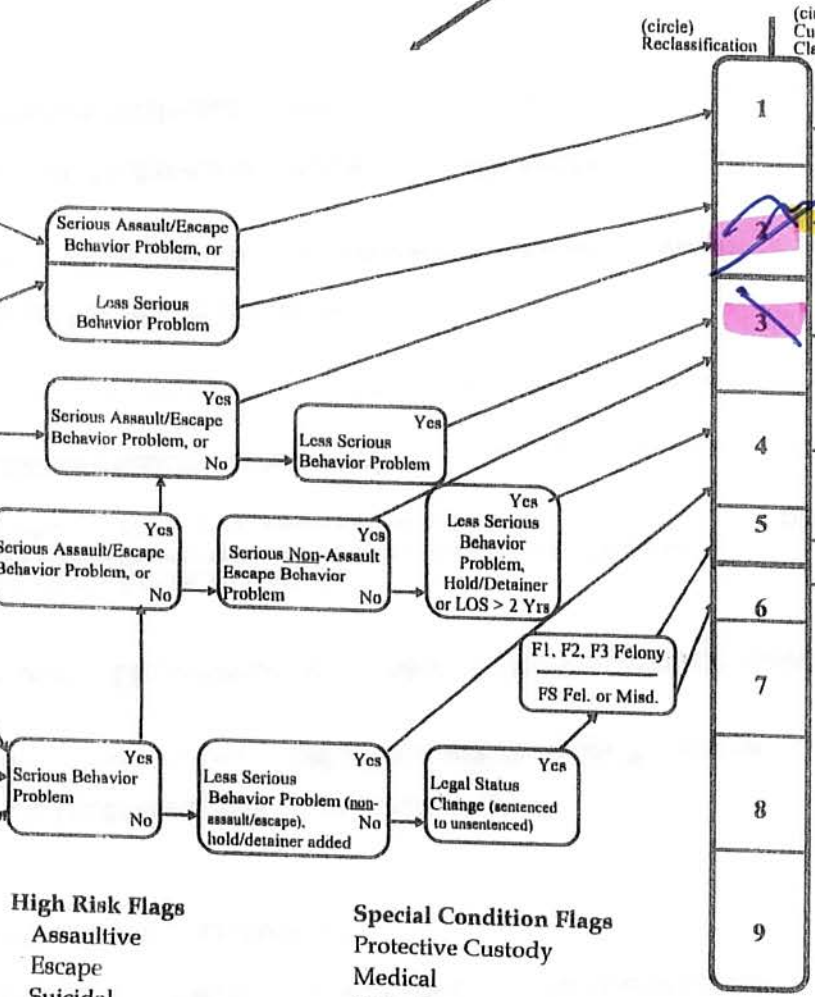 (circle)
Reclassification
1
2
3
4
5
6
7
8
9
Serious Assault/Escape
Behavior Problem, or
Less Serious
Behavior Problem
Yes
Serious Assault/Escape
Behavior Problem, or
No
Yes
Less Serious
Behavior Problem
Yes
Serious Assault/Escape
Behavior Problem, or
No
Yes
Serious Non-Assault
Escape Behavior
Problem
No
Yes
Less Serious
Behavior
Problem,
Hold/Detainer
or LOS > 2 Yrs
F1, F2, F3 Felony
FS Fel. or Misd.
Yes
Serious Behavior
Problem
No
Yes
Less Serious
Behavior Problem (non-
assault/escape),
No
hold/detainer added
Yes
Legal Status
Change (sentenced
to unsentenced)
High Risk Flags
Assaultive
Escape
Suicidal
Special Condition Flags
Protective Custody
Medical